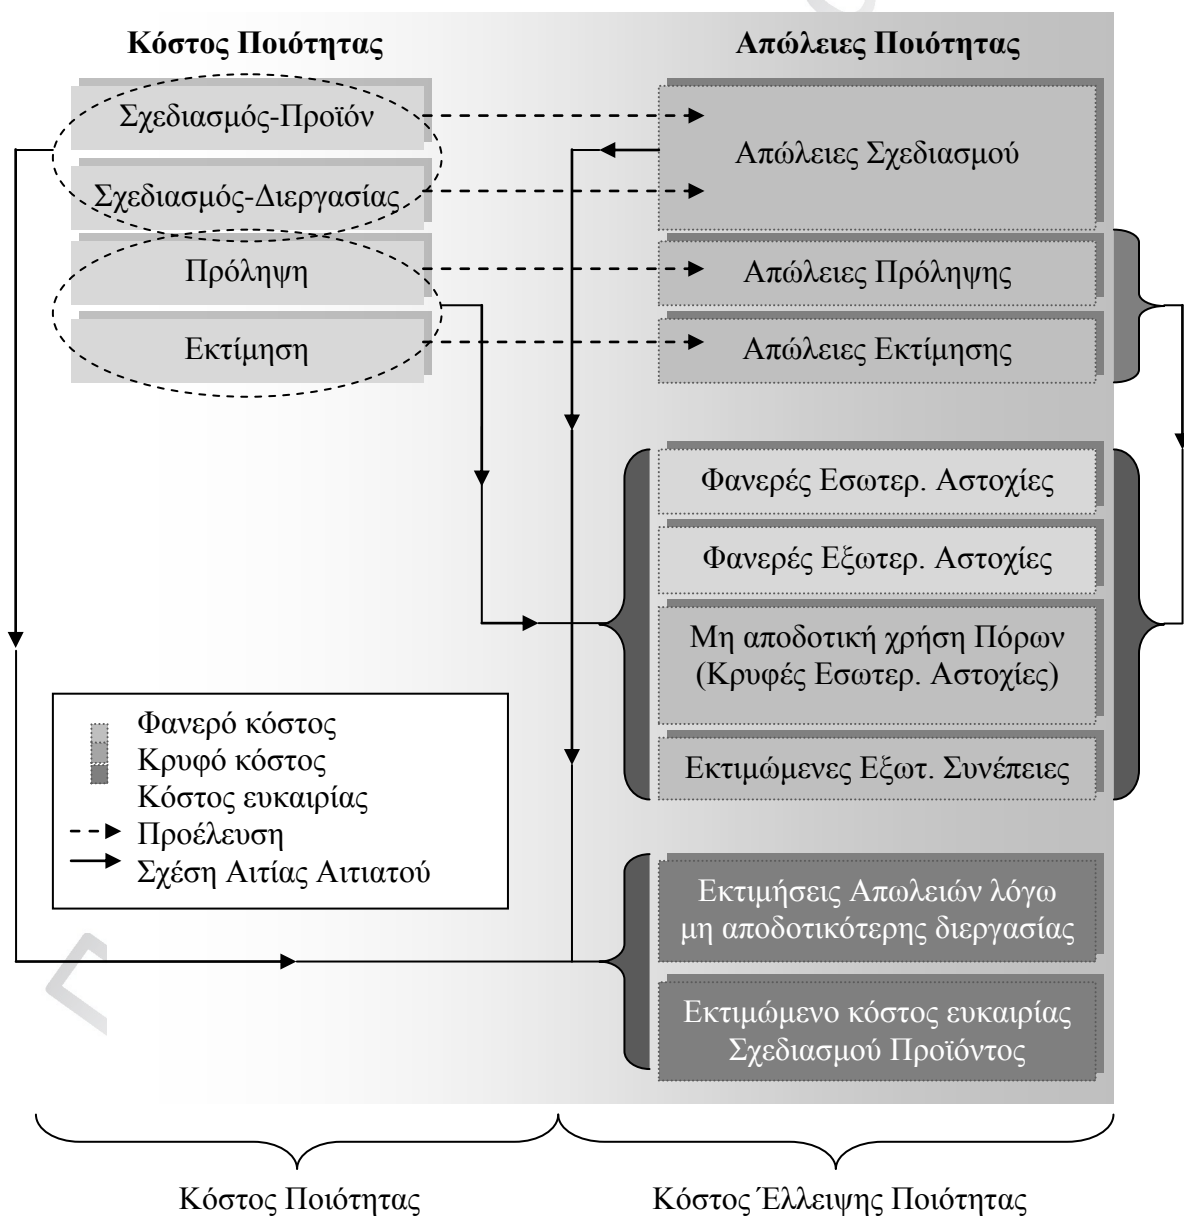 Κόστος Ποιότητας
Απώλειες Ποιότητας
Σχεδιασμός-Προϊόν
Σχεδιασμός-Διεργασίας
Πρόληψη
Εκτίμηση
Απώλειες Σχεδιασμού
Απώλειες Πρόληψης
Απώλειες Εκτίμησης
Φανερές Εσωτερ. Αστοχίες
Φανερές Εξωτερ. Αστοχίες
Μη αποδοτική χρήση Πόρων
(Κρυφές Εσωτερ. Αστοχίες)
Εκτιμώμενες Εξωτ. Συνέπειες
Φανερό κόστος
Κρυφό κόστος
Κόστος ευκαιρίας
Προέλευση
Σχέση Αιτίας Αιτιατού
Εκτιμήσεις Απωλειών λόγω
μη αποδοτικότερης διεργασίας
Εκτιμώμενο κόστος ευκαιρίας
Σχεδιασμού Προϊόντος
Κόστος Ποιότητας
Κόστος Έλλειψης Ποιότητας